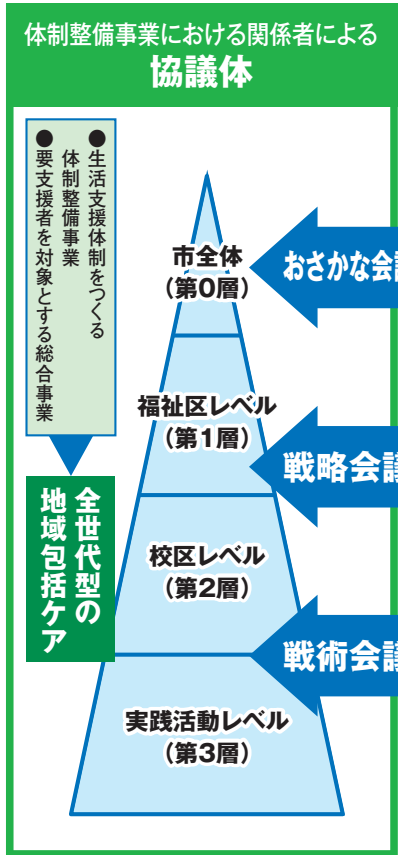 体制整備事業における関係者による
協議体
●生活支援体制をつくる
体制整備事業
●要支援者を対象とする総合事業
全世代型の
地域包括ケア
市全体
(第0層)
おさかな会議
福祉区レベル
(第1層)
戦略会議
校区レベル
(第2層)
戦術会議
実践活動レベル
(第3層)